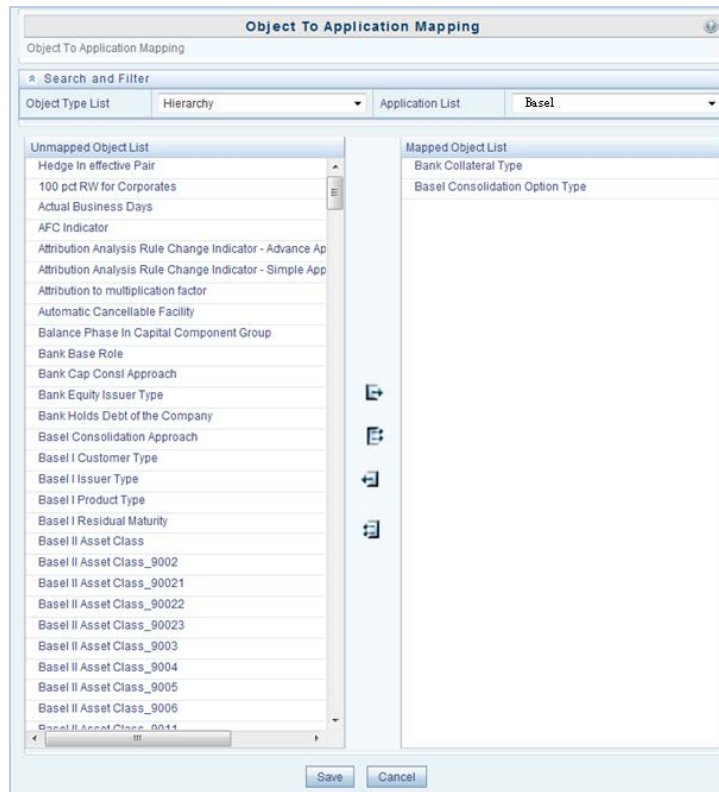 Object To Application Mapping
Object To Application Mapping
Search and Filter
Object Type List Hierarchy Application List Basel
Unmapped Object List
Hedge In effective Pair
100 pct RW for Corporates
Actual Business Days
AFC Indicator
Attribution Analysis Rule Change Indicator - Advance Ap
Attribution Analysis Rule Change Indicator - Simple App
Attribution to multiplication factor
Automatic Cancellable Facility
Balance Phase In Capital Component Group
Bank Base Role
Bank Cap Consl Approach
Bank Equity Issuer Type
Bank Holds Debt of the Company
Basel Consolidation Approach
Basel I Customer Type
Basel I Issuer Type
Basel I Product Type
Basel I Residual Maturity
Basel II Asset Class
Basel II Asset Class_9002
Basel II Asset Class_90021
Basel II Asset Class_90022
Basel II Asset Class_90023
Basel II Asset Class_9003
Basel II Asset Class_9004
Basel II Asset Class_9005
Basel II Asset Class_9006
Basel II Asset Class_9011
Mapped Object List
Bank Collateral Type
Basel Consolidation Option Type
Save Cancel